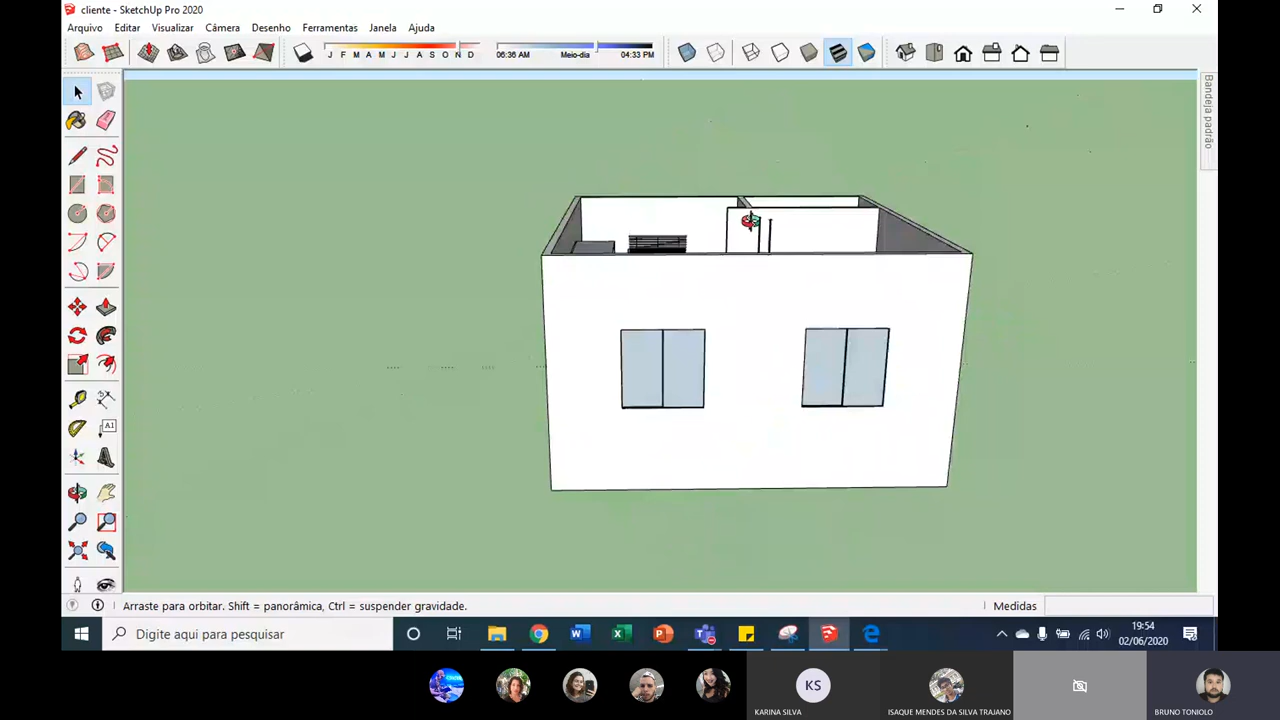 cliente - SketchUp Pro 2020
Arquivo Editar Visualizar Câmera Desenho Ferramentas Janela Ajuda
J F M A M J J A S O N D 06:36 AM Meio-dia 04:33 PM
Bandeja padrão
A1
Arraste para orbitar. Shift = panorâmica, Ctrl = suspender gravidade. Medidas
Digite aqui para pesquisar
19:54
02/06/2020
KS
KARINA SILVA
ISAQUE MENDES DA SILVA TRAJANO
BRUNO TONIOLO